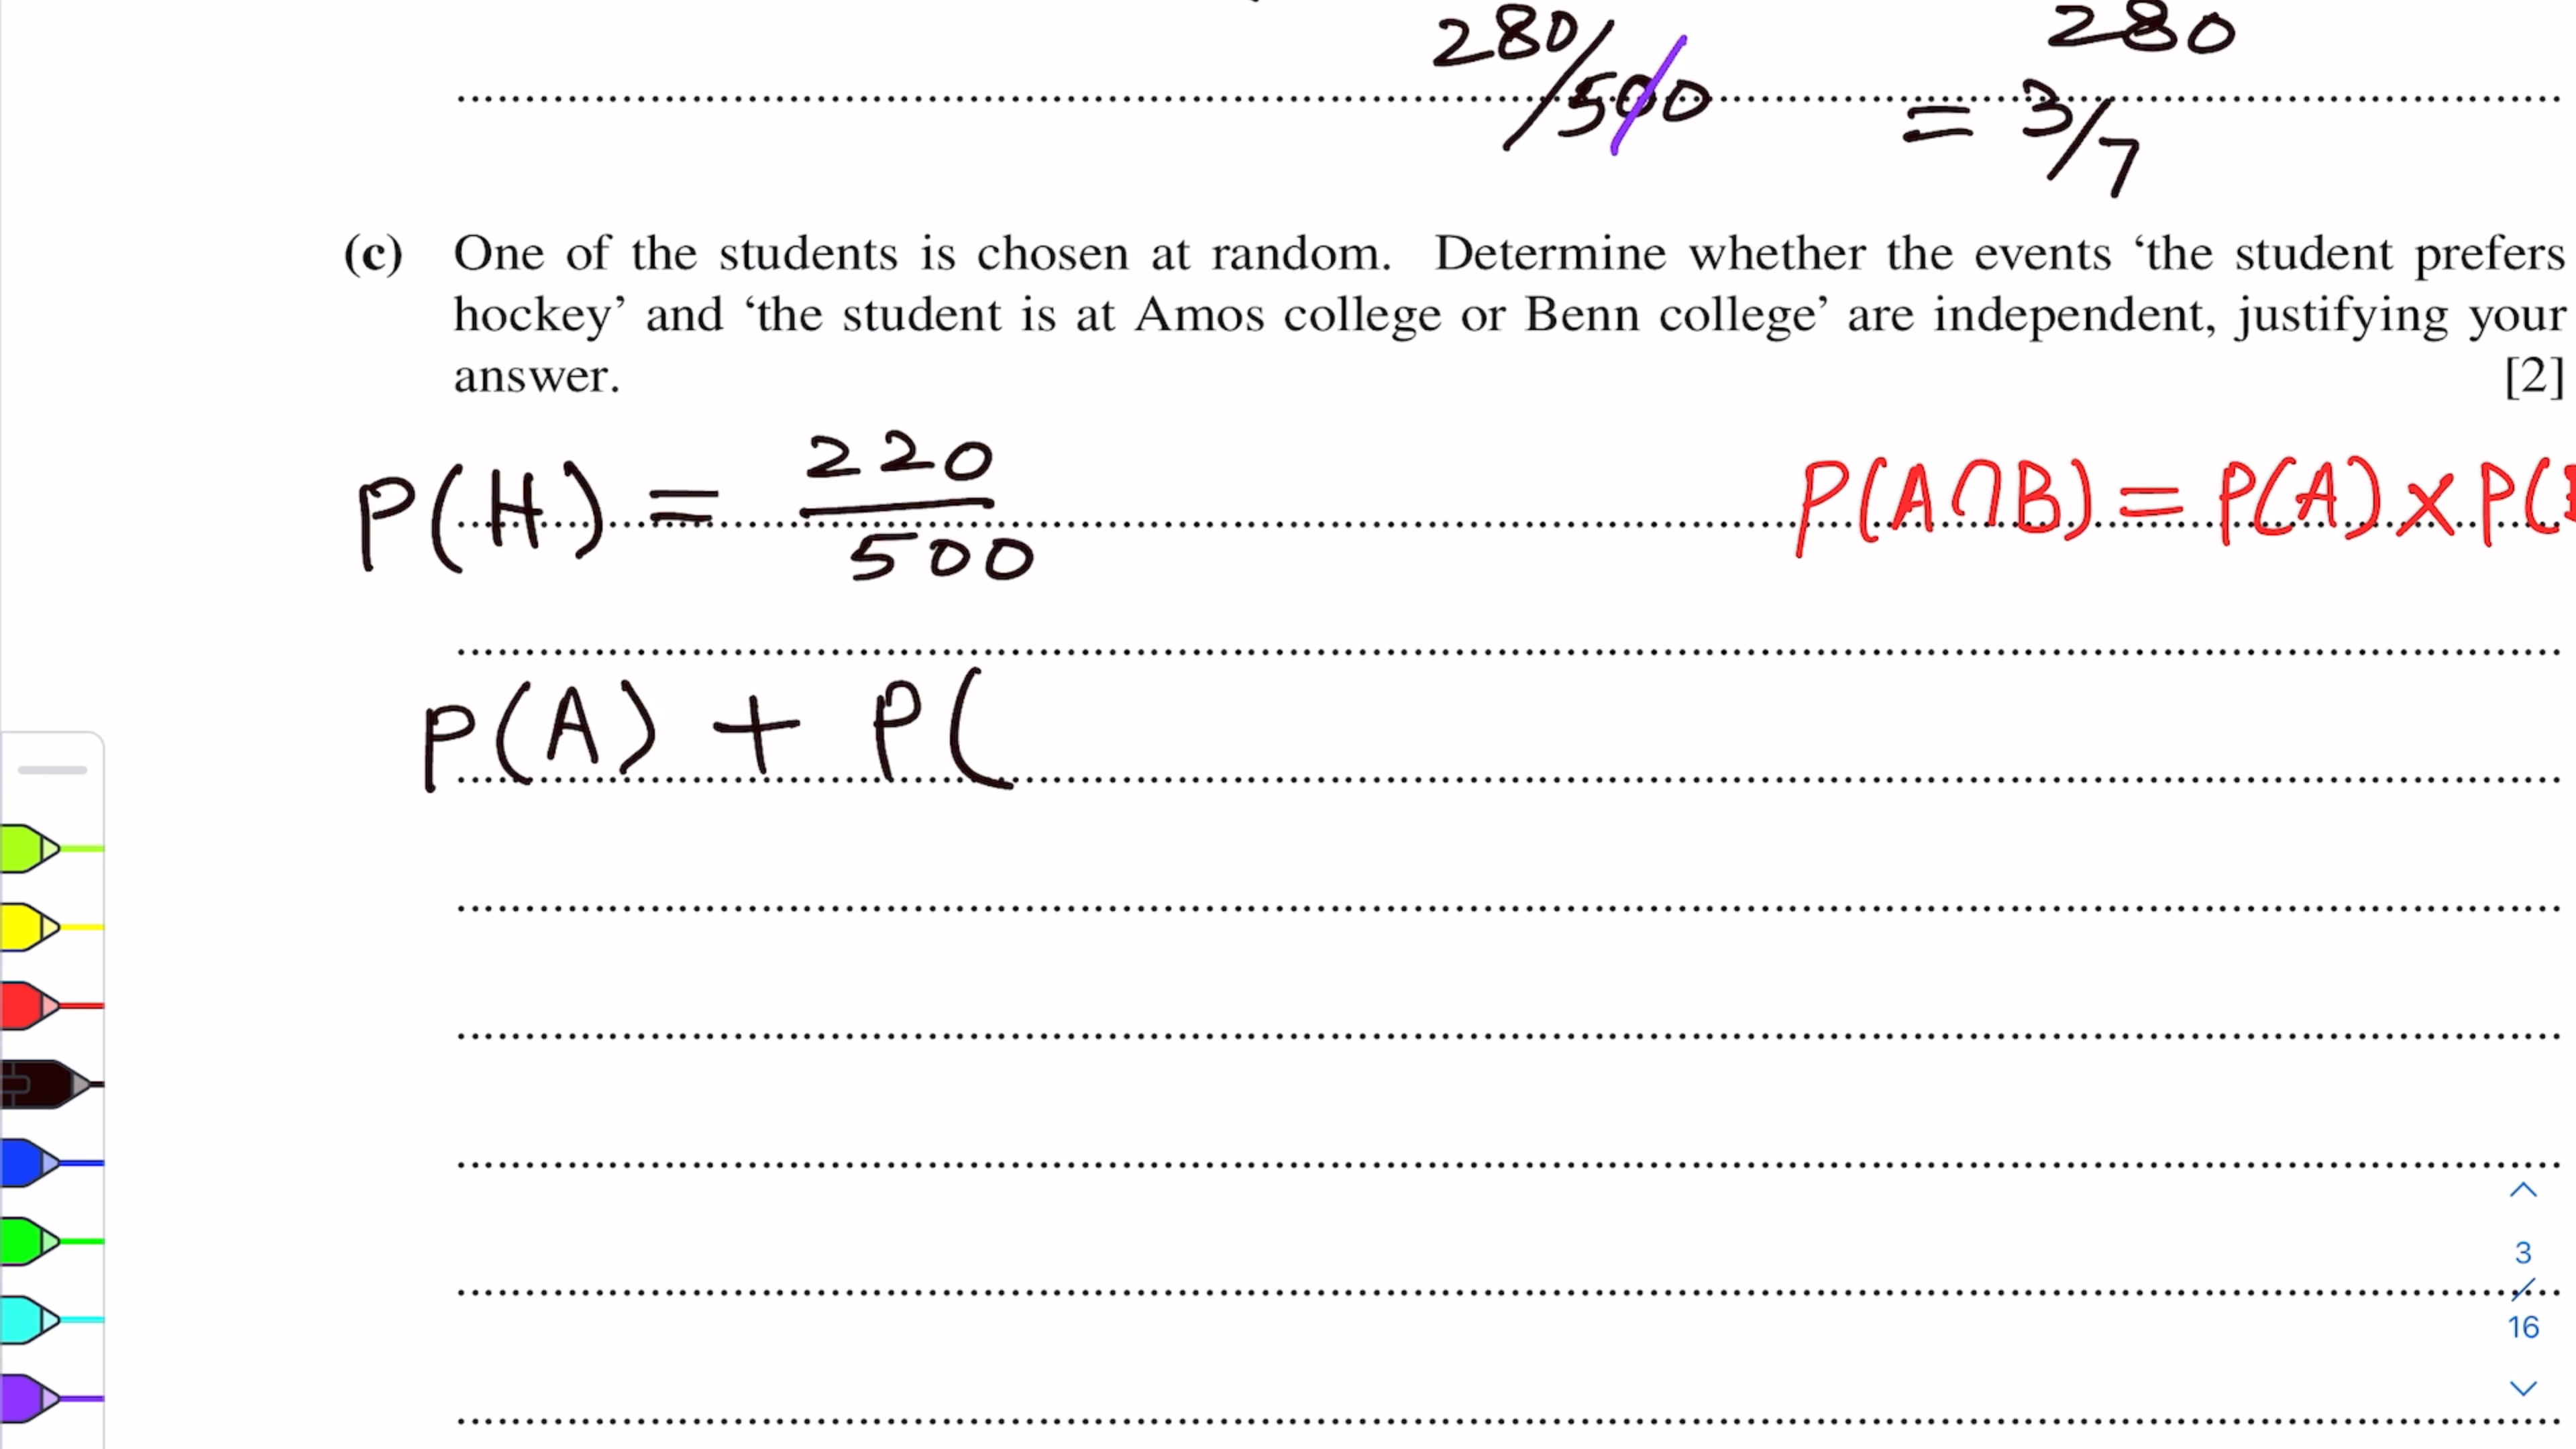 280/500 280
= 3/7
(c) One of the students is chosen at random. Determine whether the events ‘the student prefers
hockey’ and ‘the student is at Amos college or Benn college’ are independent, justifying your
answer. [2]
P(H) = 220/500
P(A∩B) = P(A) × P(
P(A) + P(
3/16